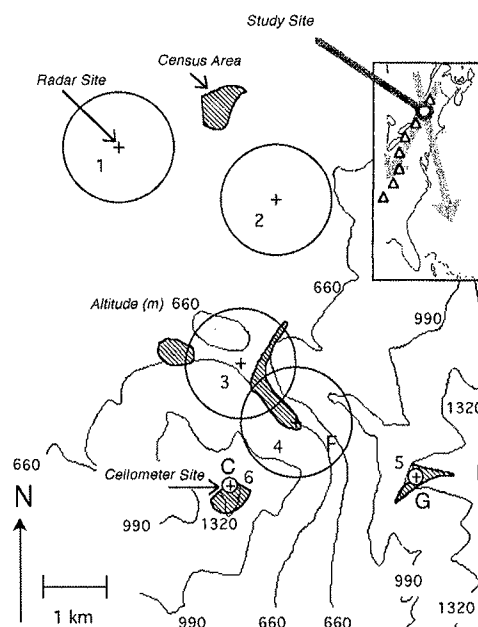 Study Site
Census Area
Radar Site
1
2
660
990
Altitude (m) 660
3
1320
4
F
5
660
Ceilometer Site
C 6
G
N
990
1320
990
1 km
990 660 660
1320